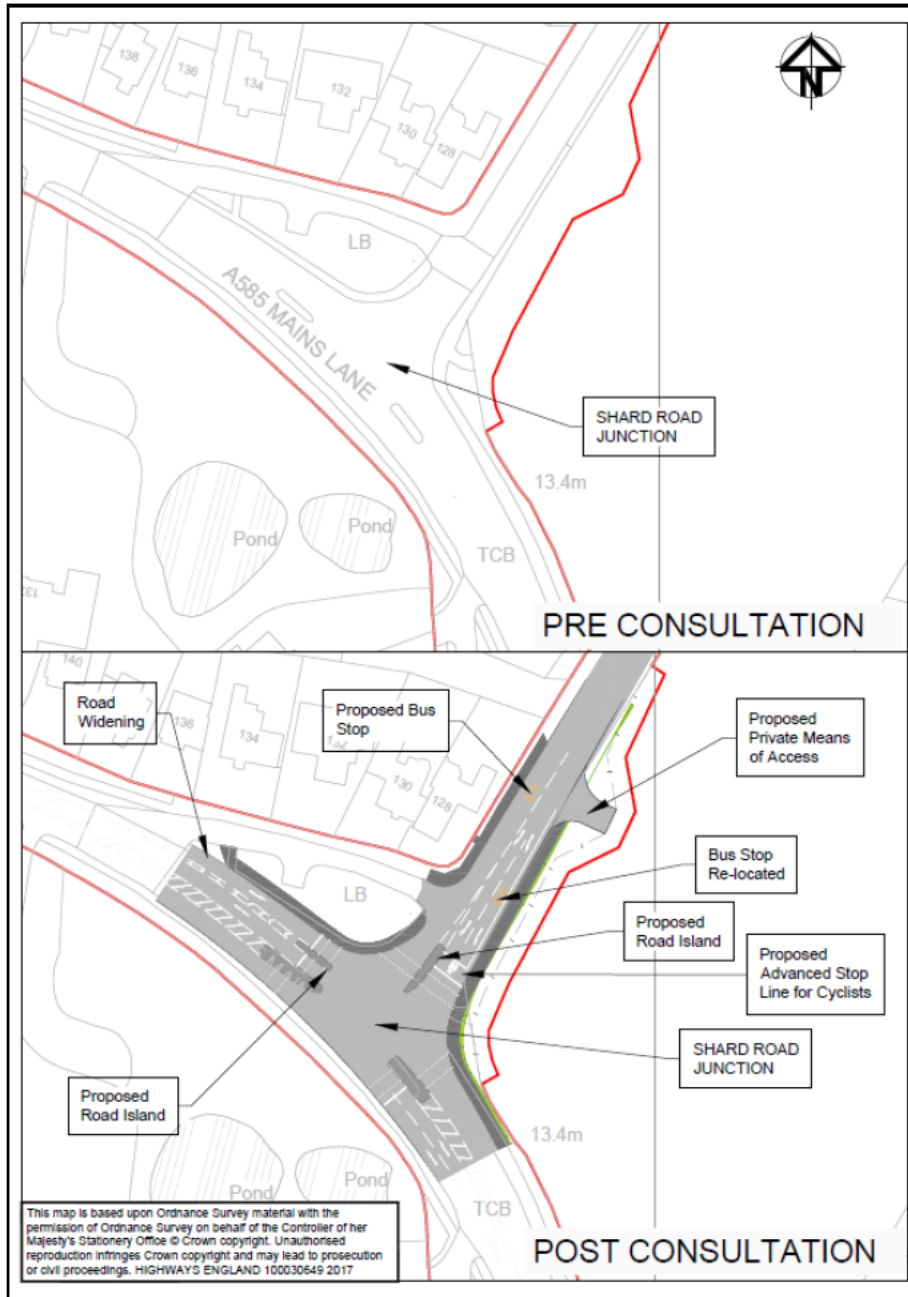 138
136
134
132
130
128
N
LB
A585 MAINS LANE
SHARD ROAD
JUNCTION
13.4m
Pond
Pond
TCB
PRE CONSULTATION
140
Road
Widening
136
134
Proposed Bus
Stop
130
128
Proposed
Private Means
of Access
LB
Bus Stop
Re-located
Proposed
Road Island
Proposed
Advanced Stop
Line for Cyclists
SHARD ROAD
JUNCTION
Proposed
Road Island
13.4m
Pond
Pond
TCB
This map is based upon Ordnance Survey material with the
permission of Ordnance Survey on behalf of the Controller of her
Majesty's Stationery Office © Crown copyright. Unauthorised
reproduction infringes Crown copyright and may lead to prosecution
or civil proceedings. HIGHWAYS ENGLAND 100030649 2017
POST CONSULTATION